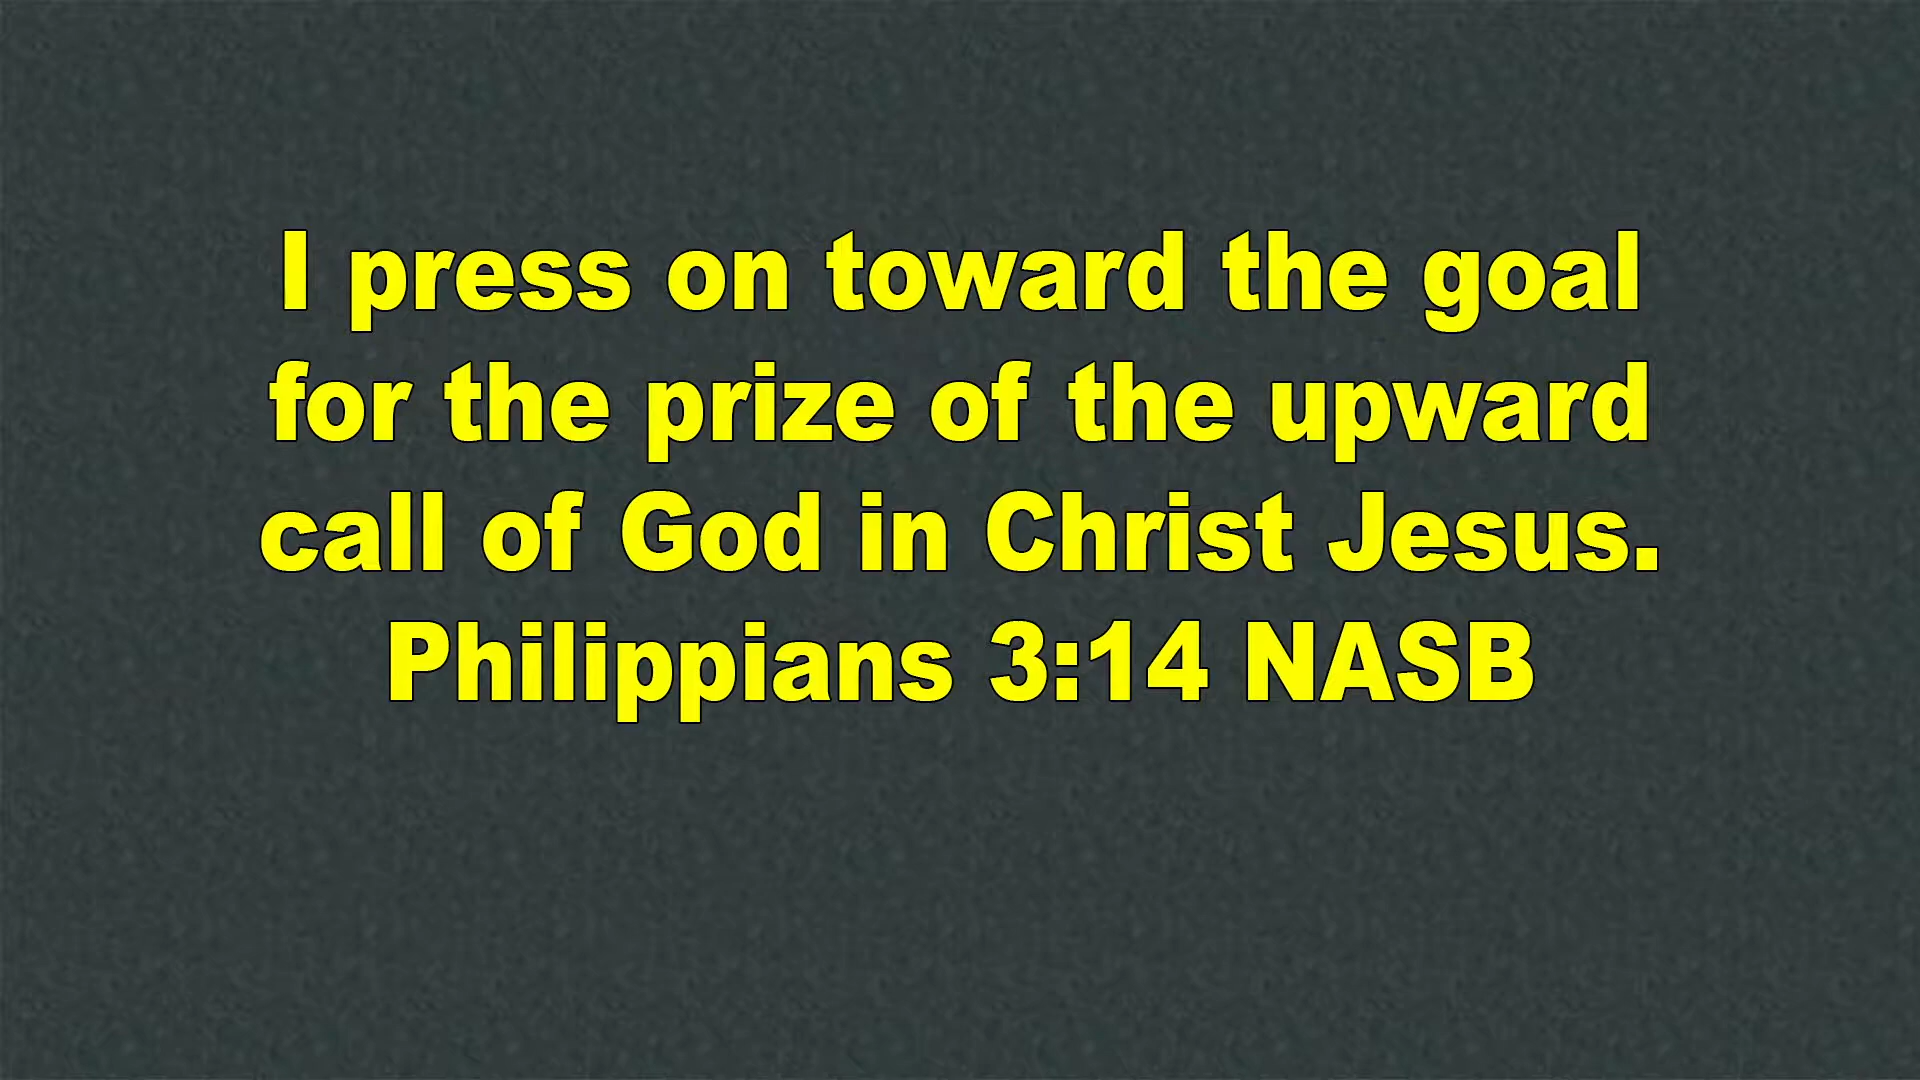 I press on toward the goal
for the prize of the upward
call of God in Christ Jesus.
Philippians 3:14 NASB